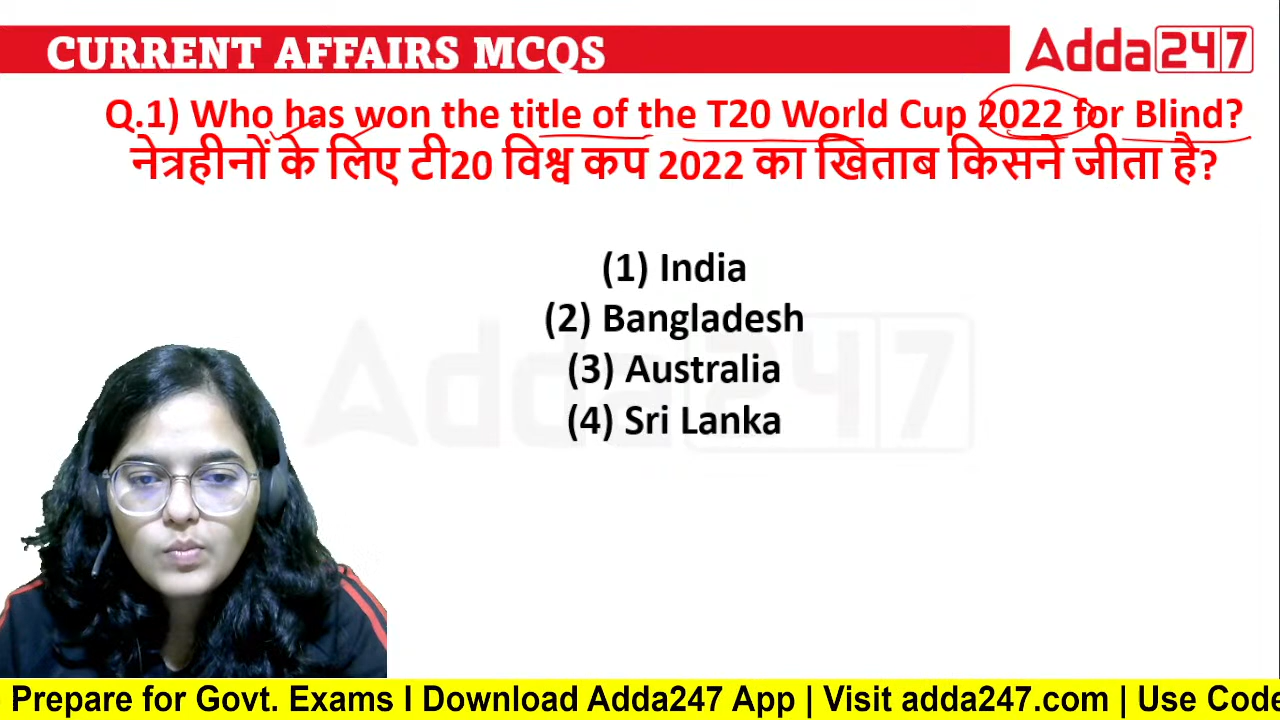 CURRENT AFFAIRS MCQS
Adda247
Q.1) Who has won the title of the T20 World Cup 2022 for Blind?
नेत्रहीनों के लिए टी20 विश्व कप 2022 का खिताब किसने जीता है?
(1) India
(2) Bangladesh
(3) Australia
(4) Sri Lanka
Adda247
Prepare for Govt. Exams I Download Adda247 App | Visit adda247.com | Use Code